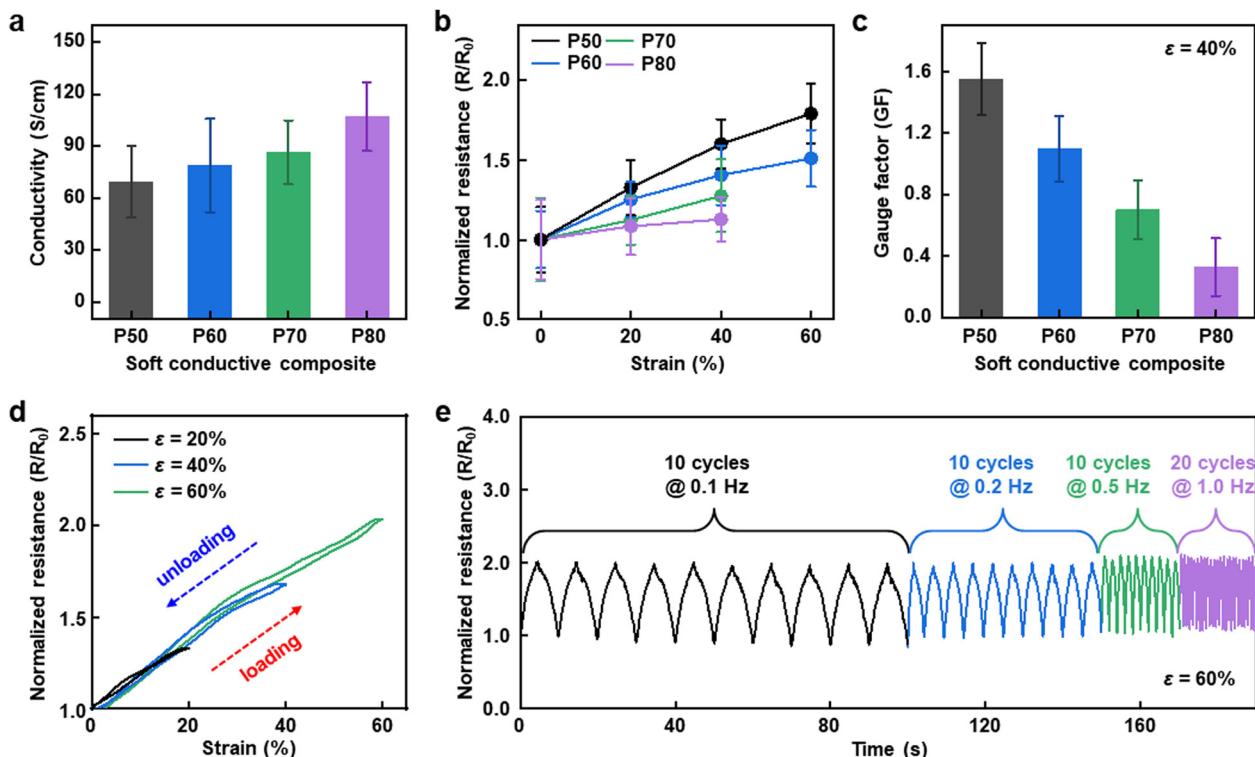 a
Conductivity (S/cm)
150
120
90
60
30
0
P50 P60 P70 P80
Soft conductive composite
b
Normalized resistance (R/R₀)
P50 P70
P60 P80
2.0
1.5
1.0
0.5
0 20 40 60
Strain (%)
c
Gauge factor (GF)
ε = 40%
1.6
1.2
0.8
0.4
0.0
P50 P60 P70 P80
Soft conductive composite
d
Normalized resistance (R/R₀)
2.5
2.0
1.5
1.0
ε = 20%
ε = 40%
ε = 60%
unloading
loading
0 20 40 60
Strain (%)
e
Normalized resistance (R/R₀)
4.0
3.0
2.0
1.0
0.0
10 cycles
@ 0.1 Hz
10 cycles
@ 0.2 Hz
10 cycles
@ 0.5 Hz
20 cycles
@ 1.0 Hz
ε = 60%
0 40 80 120 160
Time (s)